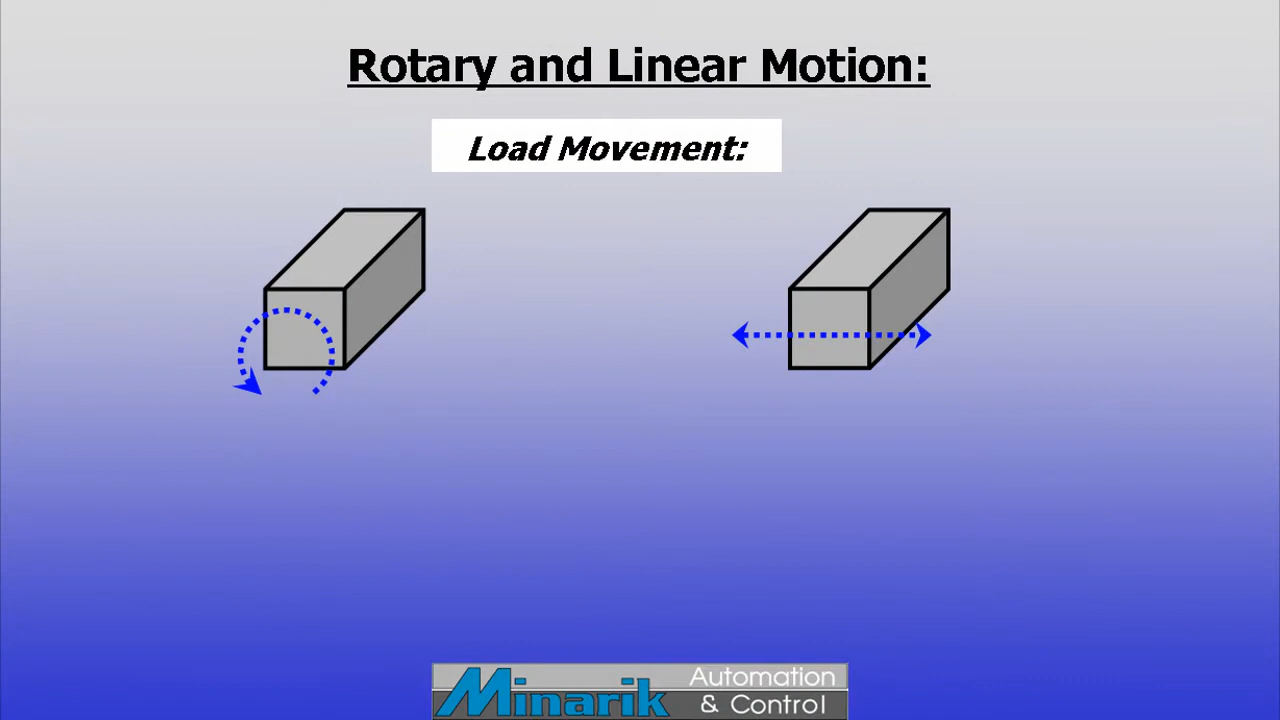 Rotary and Linear Motion:
Load Movement:
Minarik Automation
& Control